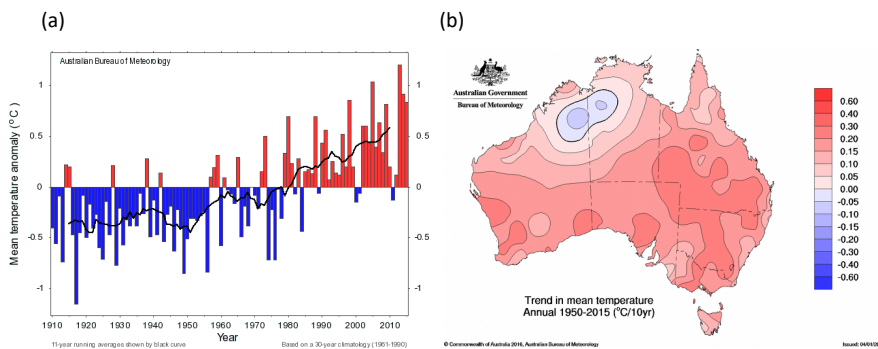 (a)
(b)
Australian Bureau of Meteorology
Mean temperature anomaly (°C)
1
0.5
0
-0.5
-1
1
0.5
0
-0.5
-1
1910 1920 1930 1940 1950 1960 1970 1980 1990 2000 2010
Year
11-year running averages shown by black curve
Based on a 30-year climatology (1961-1990)
Australian Government
Bureau of Meteorology
0.60
0.40
0.30
0.20
0.15
0.10
0.05
0.00
-0.05
-0.10
-0.15
-0.20
-0.30
-0.40
-0.60
Trend in mean temperature
Annual 1950-2015 (°C/10yr)
© Commonwealth of Australia 2016, Australian Bureau of Meteorology
Issued: 04/01/20